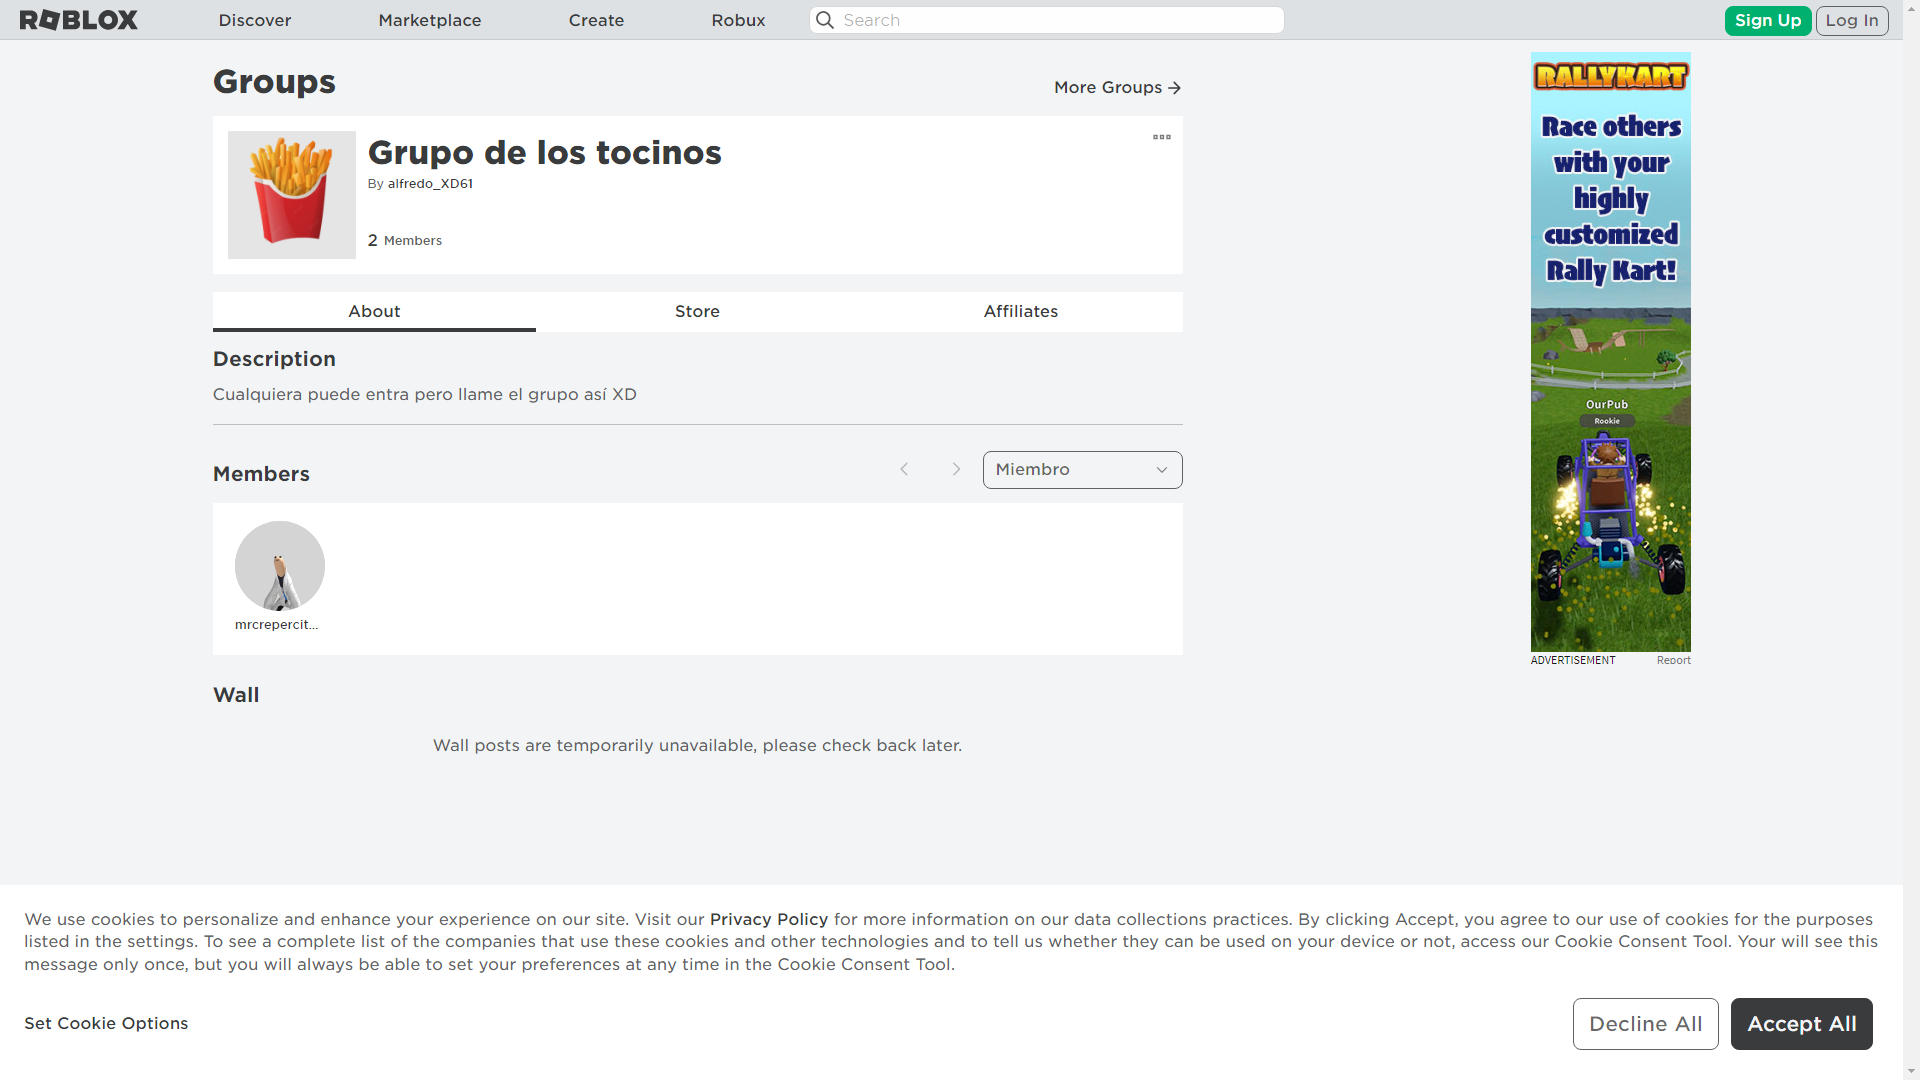 ROBLOX
Discover
Marketplace
Create
Robux
Search
Sign Up
Log In
Groups
More Groups
Grupo de los tocinos
By alfredo_XD61
2 Members
About
Store
Affiliates
Description
Cualquiera puede entra pero llame el grupo así XD
Members
Miembro
mrcrepercit...
Wall
Wall posts are temporarily unavailable, please check back later.
RALLYKART
Race others
with your
highly
customized
Rally Kart!
OurPub
Rookie
ADVERTISEMENT
Report
We use cookies to personalize and enhance your experience on our site. Visit our Privacy Policy for more information on our data collections practices. By clicking Accept, you agree to our use of cookies for the purposes
listed in the settings. To see a complete list of the companies that use these cookies and other technologies and to tell us whether they can be used on your device or not, access our Cookie Consent Tool. Your will see this
message only once, but you will always be able to set your preferences at any time in the Cookie Consent Tool.
Set Cookie Options
Decline All
Accept All